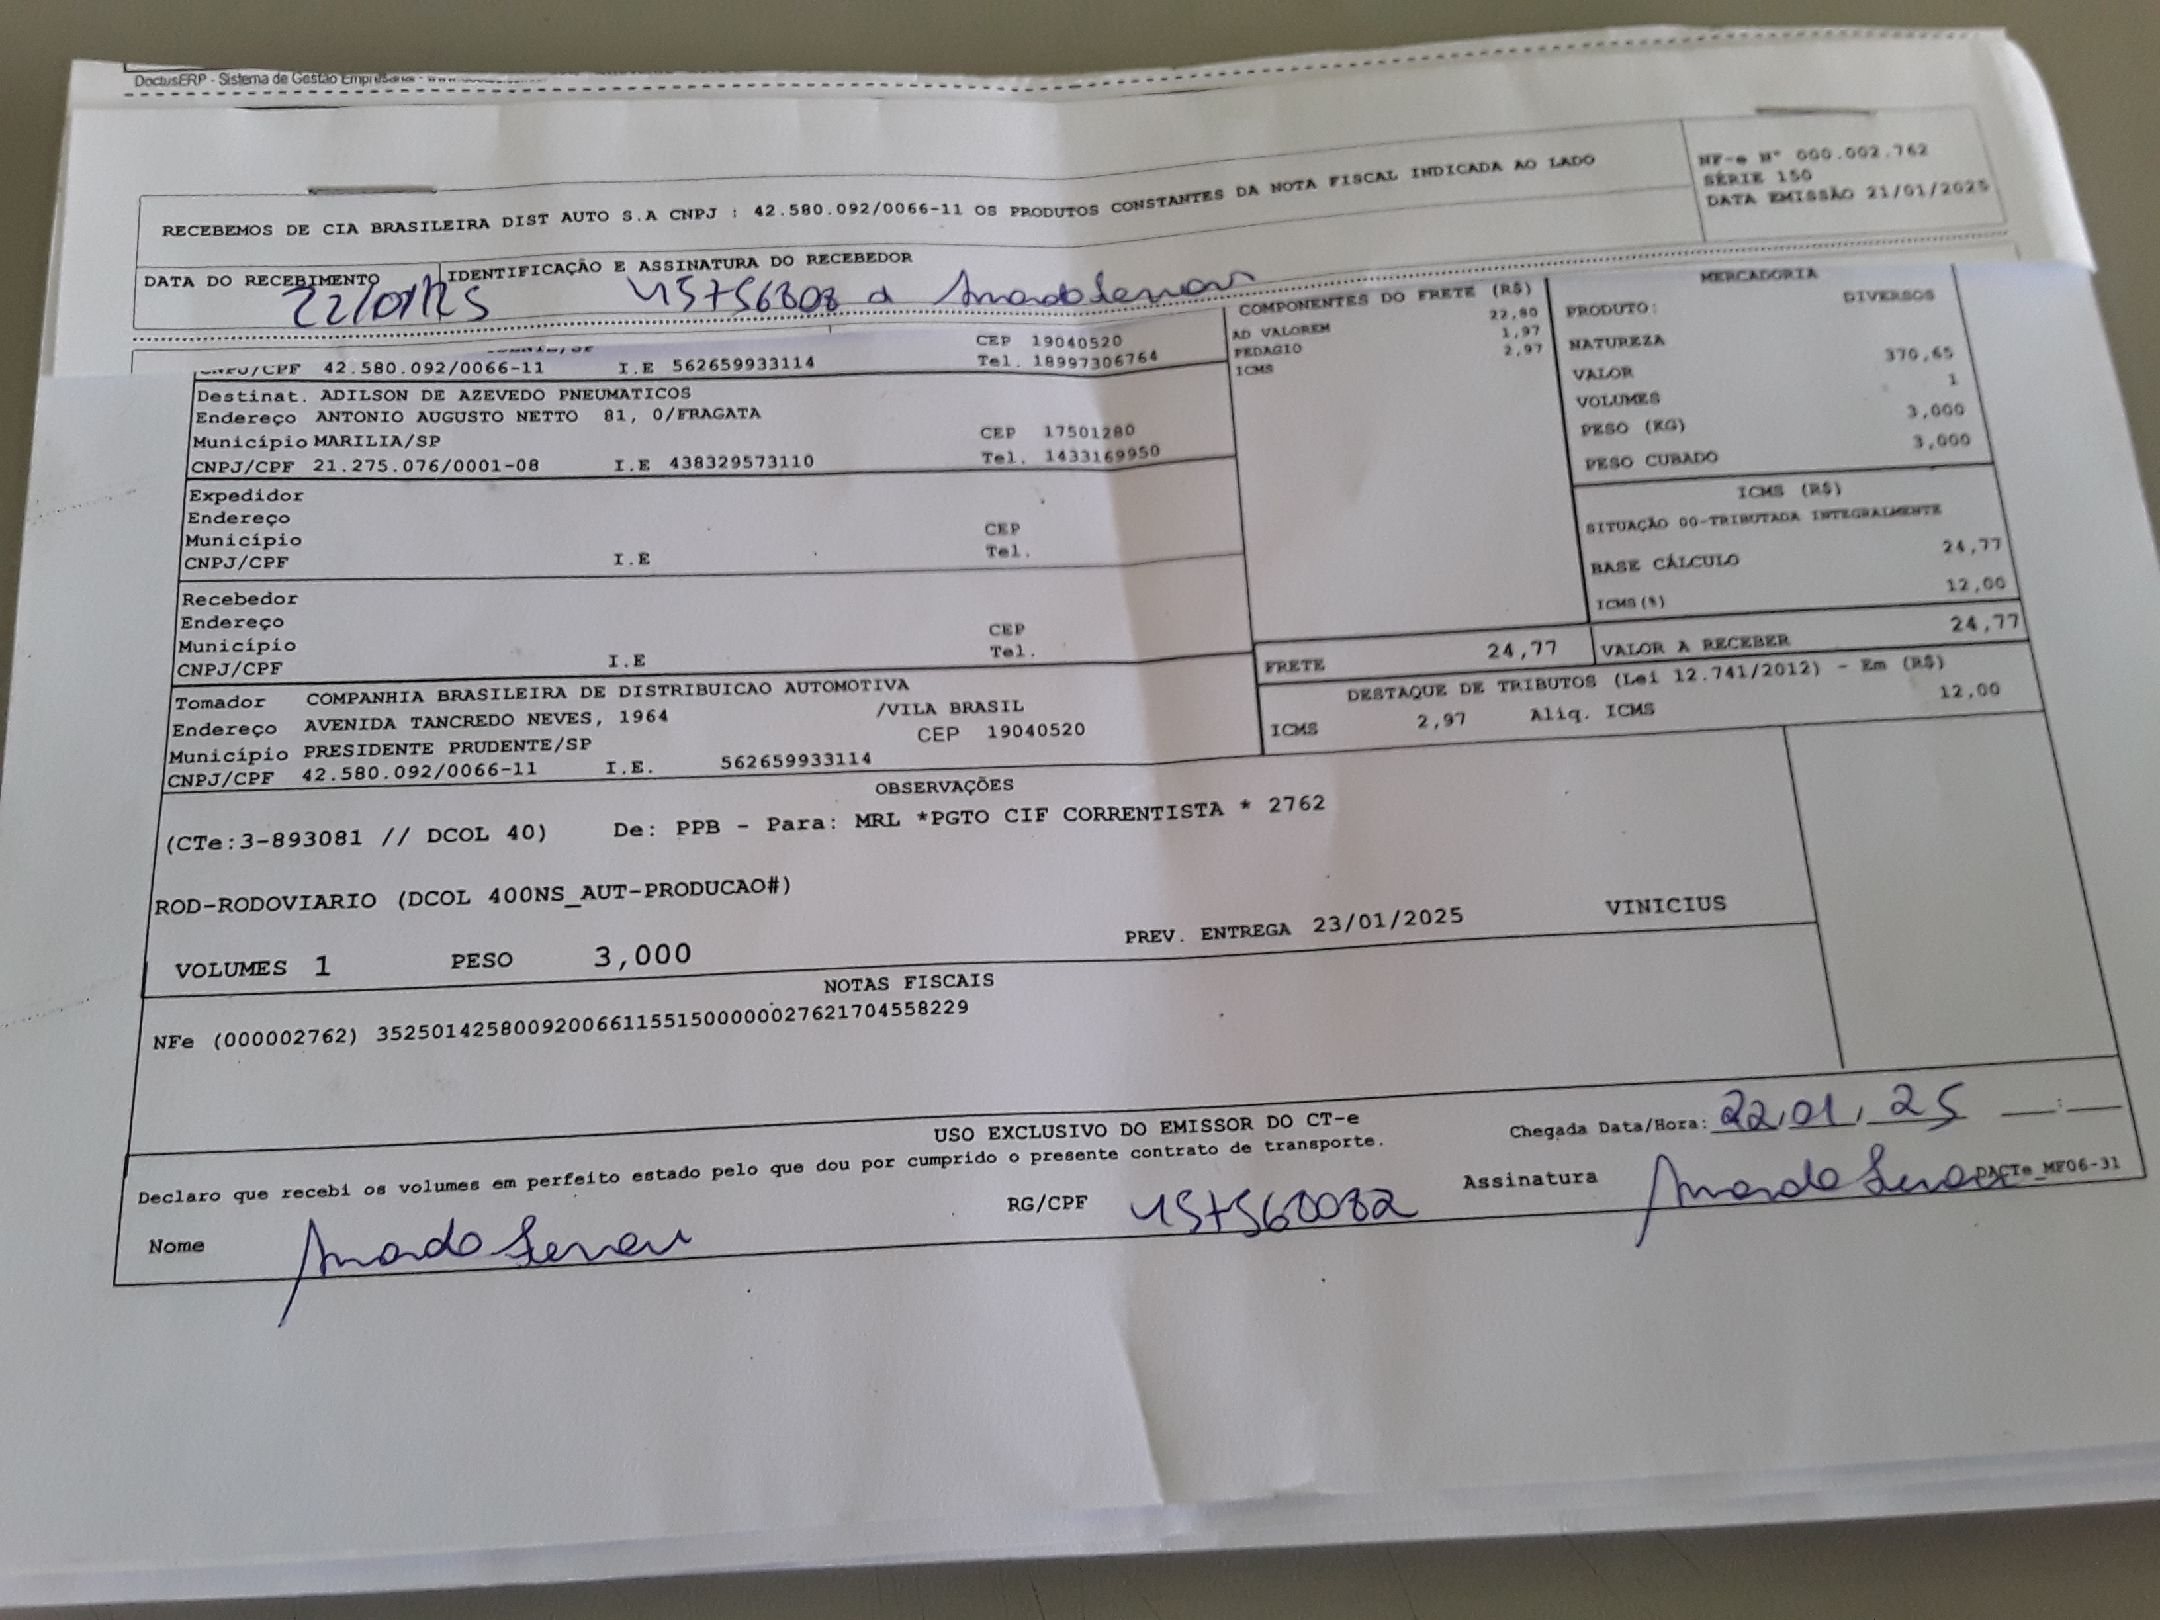 DoctusERP - Sistema de Gestão Empresarial -
RECEBEMOS DE CIA BRASILEIRA DIST AUTO S.A CNPJ : 42.580.092/0066-11 OS PRODUTOS CONSTANTES DA NOTA FISCAL INDICADA AO LADO
NF-e Nº 000.002.762
SÉRIE 150
DATA EMISSÃO 21/01/2025
DATA DO RECEBIMENTO
22/01/25
IDENTIFICAÇÃO E ASSINATURA DO RECEBEDOR
CEP 19040520
CNPJ/CPF 42.580.092/0066-11 I.E 562659933114 Tel. 18997306764
Destinat. ADILSON DE AZEVEDO PNEUMATICOS
Endereço ANTONIO AUGUSTO NETTO 81, 0/FRAGATA
Município MARILIA/SP CEP 17501280
CNPJ/CPF 21.275.076/0001-08 I.E 438329573110 Tel. 1433169950
Expedidor
Endereço
Município CEP
CNPJ/CPF I.E Tel.
Recebedor
Endereço
Município CEP
CNPJ/CPF I.E Tel.
Tomador COMPANHIA BRASILEIRA DE DISTRIBUICAO AUTOMOTIVA
Endereço AVENIDA TANCREDO NEVES, 1964 /VILA BRASIL
Município PRESIDENTE PRUDENTE/SP CEP 19040520
CNPJ/CPF 42.580.092/0066-11 I.E. 562659933114
COMPONENTES DO FRETE (R$)
22,80
AD VALOREM 1,97
PEDAGIO 2,97
ICMS
MERCADORIA
PRODUTO: DIVERSOS
NATUREZA
VALOR 370,65
VOLUMES 1
PESO (KG) 3,000
PESO CUBADO 3,000
ICMS (R$)
SITUAÇÃO 00-TRIBUTADA INTEGRALMENTE
BASE CÁLCULO 24,77
ICMS(%) 12,00
FRETE 24,77 VALOR A RECEBER 24,77
DESTAQUE DE TRIBUTOS (Lei 12.741/2012) - Em (R$)
ICMS 2,97 Aliq. ICMS 12,00
OBSERVAÇÕES
(CTe:3-893081 // DCOL 40) De: PPB - Para: MRL *PGTO CIF CORRENTISTA * 2762
ROD-RODOVIARIO (DCOL 400NS_AUT-PRODUCAO#)
VOLUMES 1 PESO 3,000 PREV. ENTREGA 23/01/2025 VINICIUS
NOTAS FISCAIS
NFe (000002762) 35250142580092006611551500000027621704558229
USO EXCLUSIVO DO EMISSOR DO CT-e
Declaro que recebi os volumes em perfeito estado pelo que dou por cumprido o presente contrato de transporte.
Chegada Data/Hora: 22/01/25 __:__
Nome RG/CPF Assinatura
DACTe_MF06-31